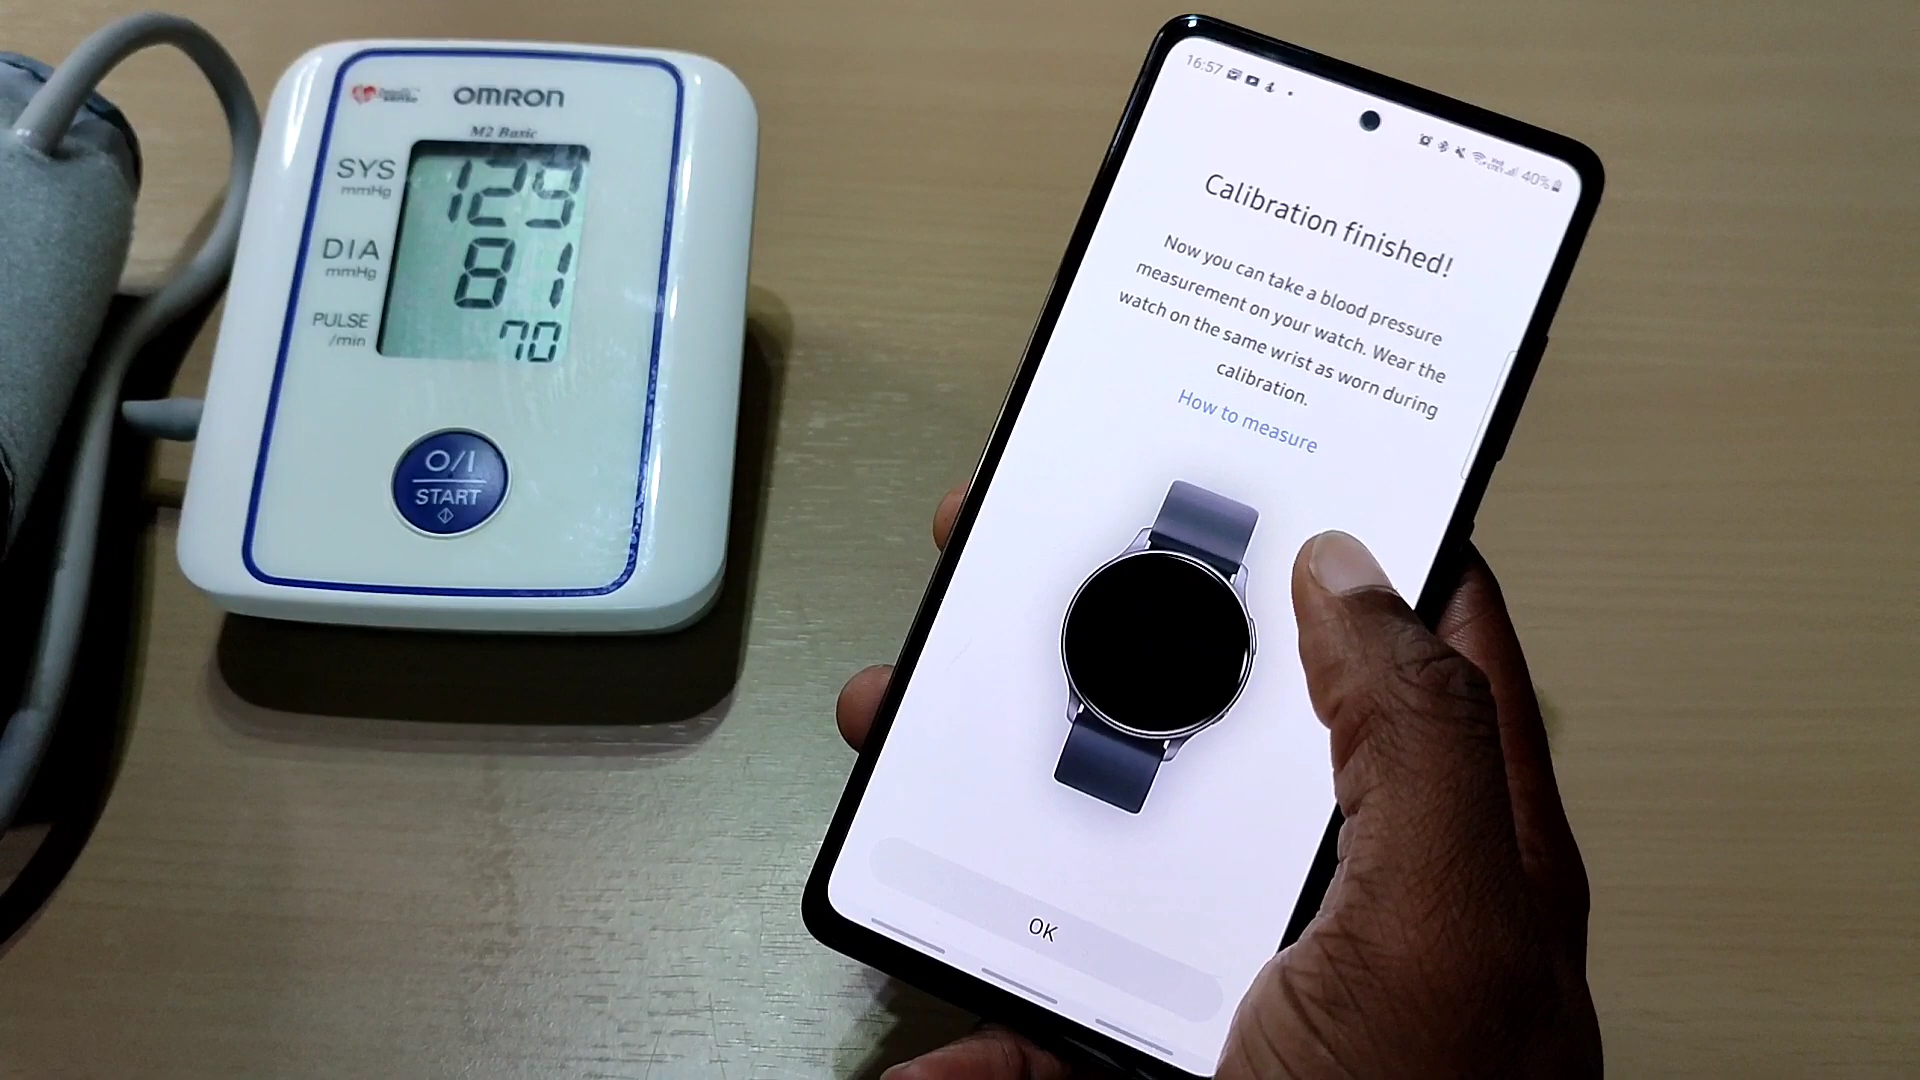 OMRON
M2 Basic
SYS
mmHg
129
DIA
mmHg
81
PULSE
/min
70
O/I
START
16:57
40%
Calibration finished!
Now you can take a blood pressure
measurement on your watch. Wear the
watch on the same wrist as worn during
calibration.
How to measure
OK